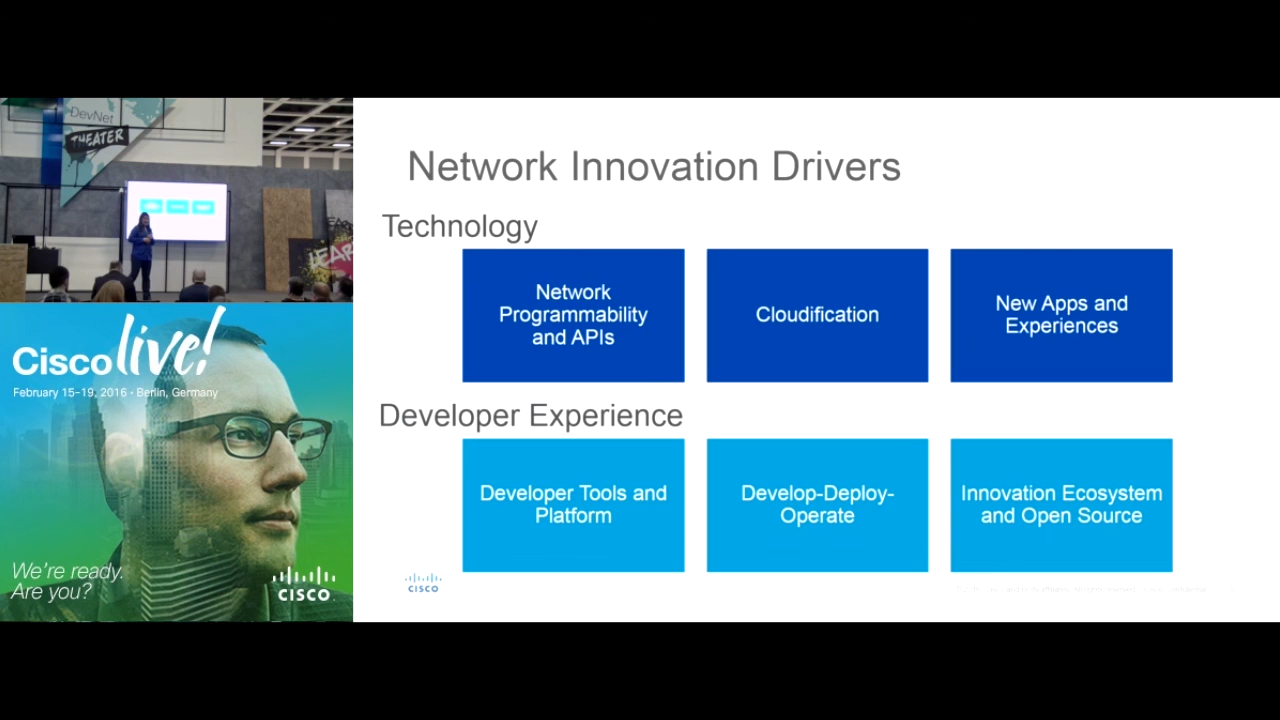 DevNet
THEATER
Cisco live!
February 15-19, 2016 • Berlin, Germany
We're ready.
Are you?
CISCO
Network Innovation Drivers
Technology
Network
Programmability
and APIs
Cloudification
New Apps and
Experiences
Developer Experience
Developer Tools and
Platform
Develop-Deploy-
Operate
Innovation Ecosystem
and Open Source
CISCO